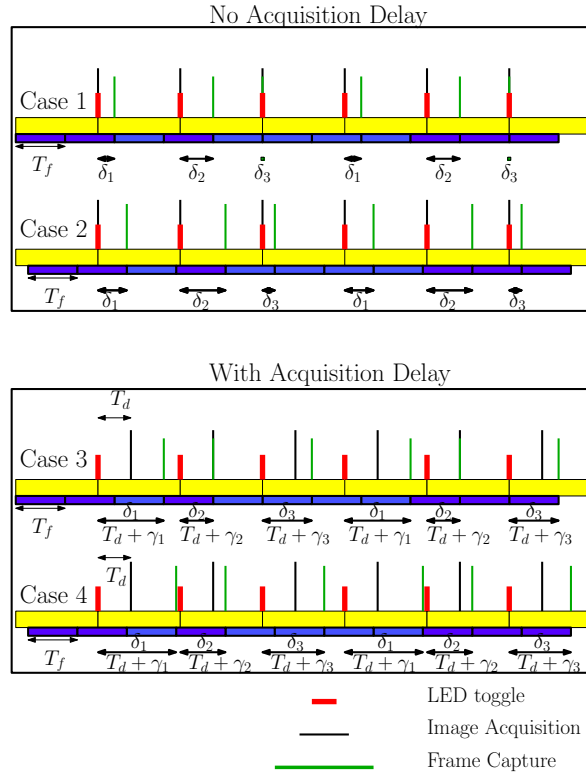 No Acquisition Delay
Case 1
T_f
δ_1 δ_2 δ_3 δ_1 δ_2 δ_3
Case 2
T_f
δ_1 δ_2 δ_3 δ_1 δ_2 δ_3
With Acquisition Delay
T_d
Case 3
δ_1 δ_2 δ_3 δ_1 δ_2 δ_3
T_f T_d + γ_1 T_d + γ_2 T_d + γ_3 T_d + γ_1 T_d + γ_2 T_d + γ_3
T_d
Case 4
δ_1 δ_2 δ_3 δ_1 δ_2 δ_3
T_f T_d + γ_1 T_d + γ_2 T_d + γ_3 T_d + γ_1 T_d + γ_2 T_d + γ_3
LED toggle
Image Acquisition
Frame Capture